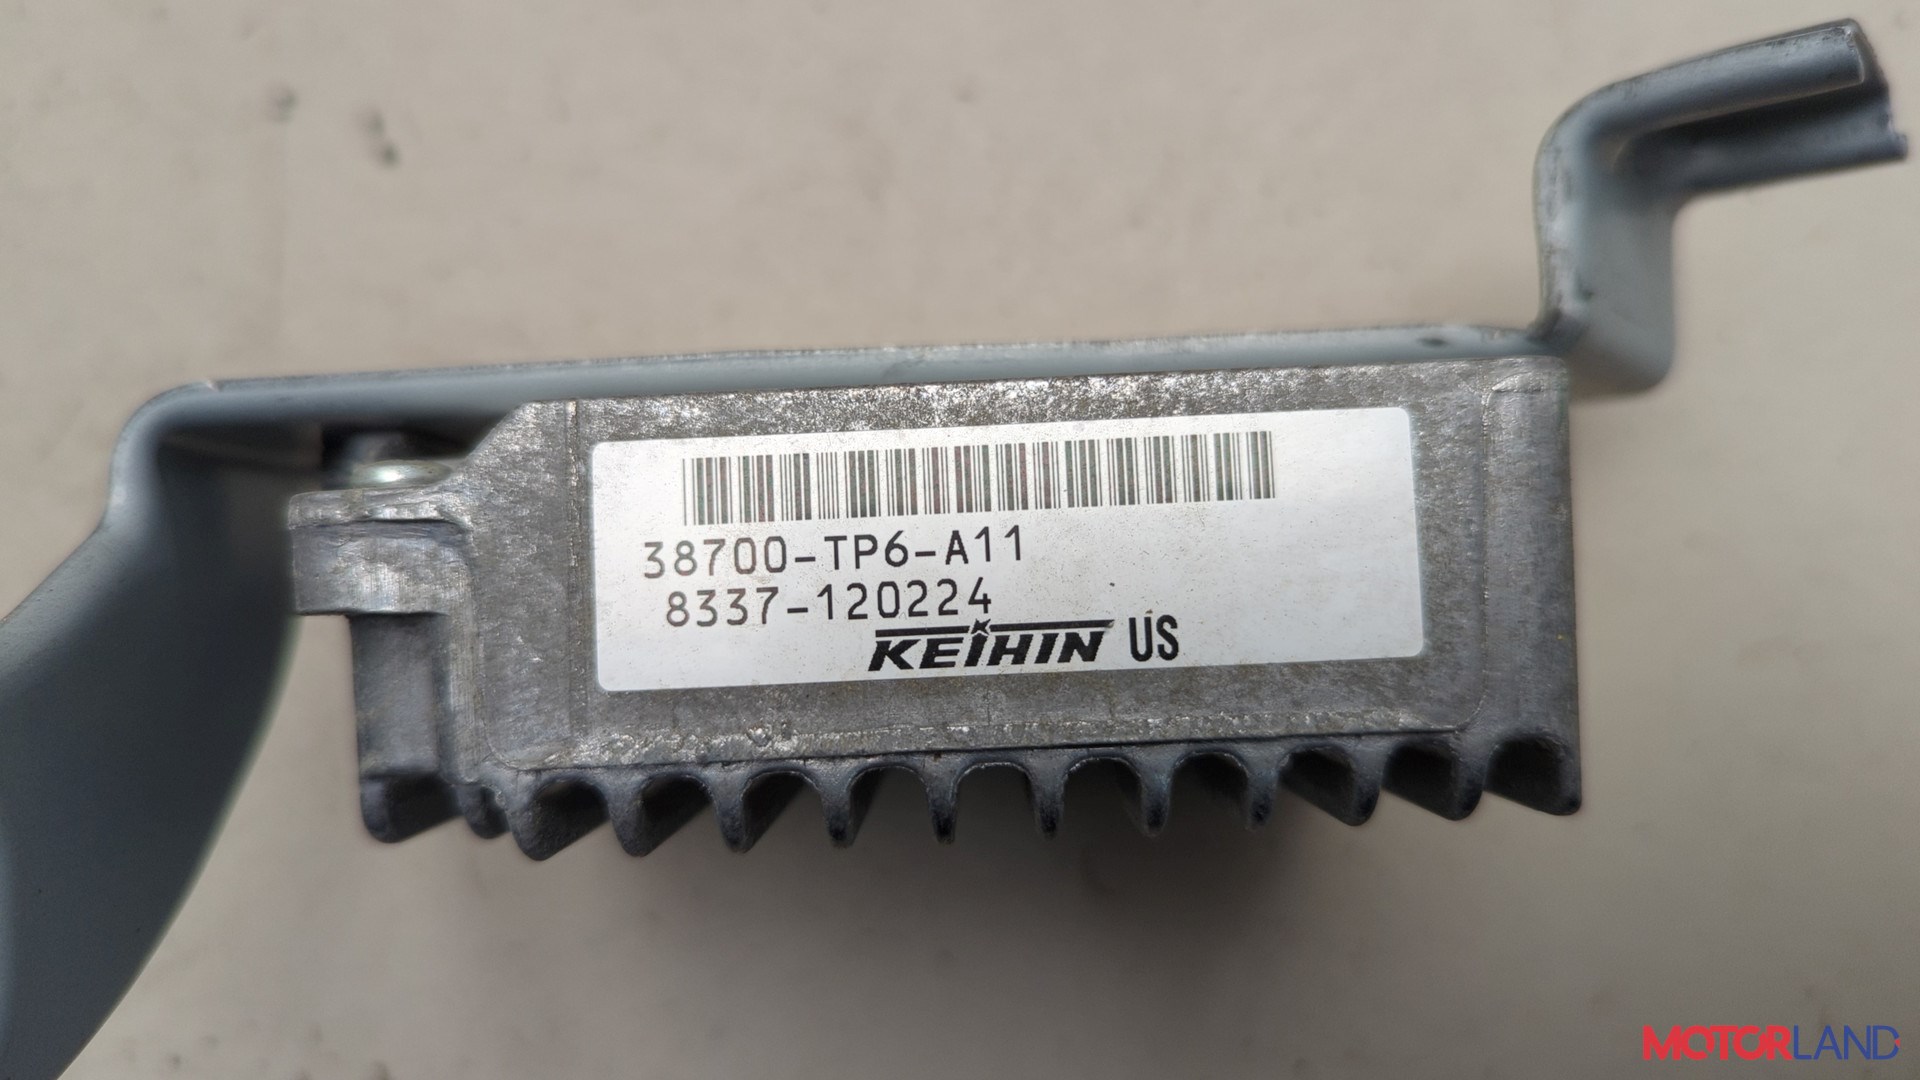 38700-TP6-A11
8337-120224
KEIHIN US
MOTORLAND